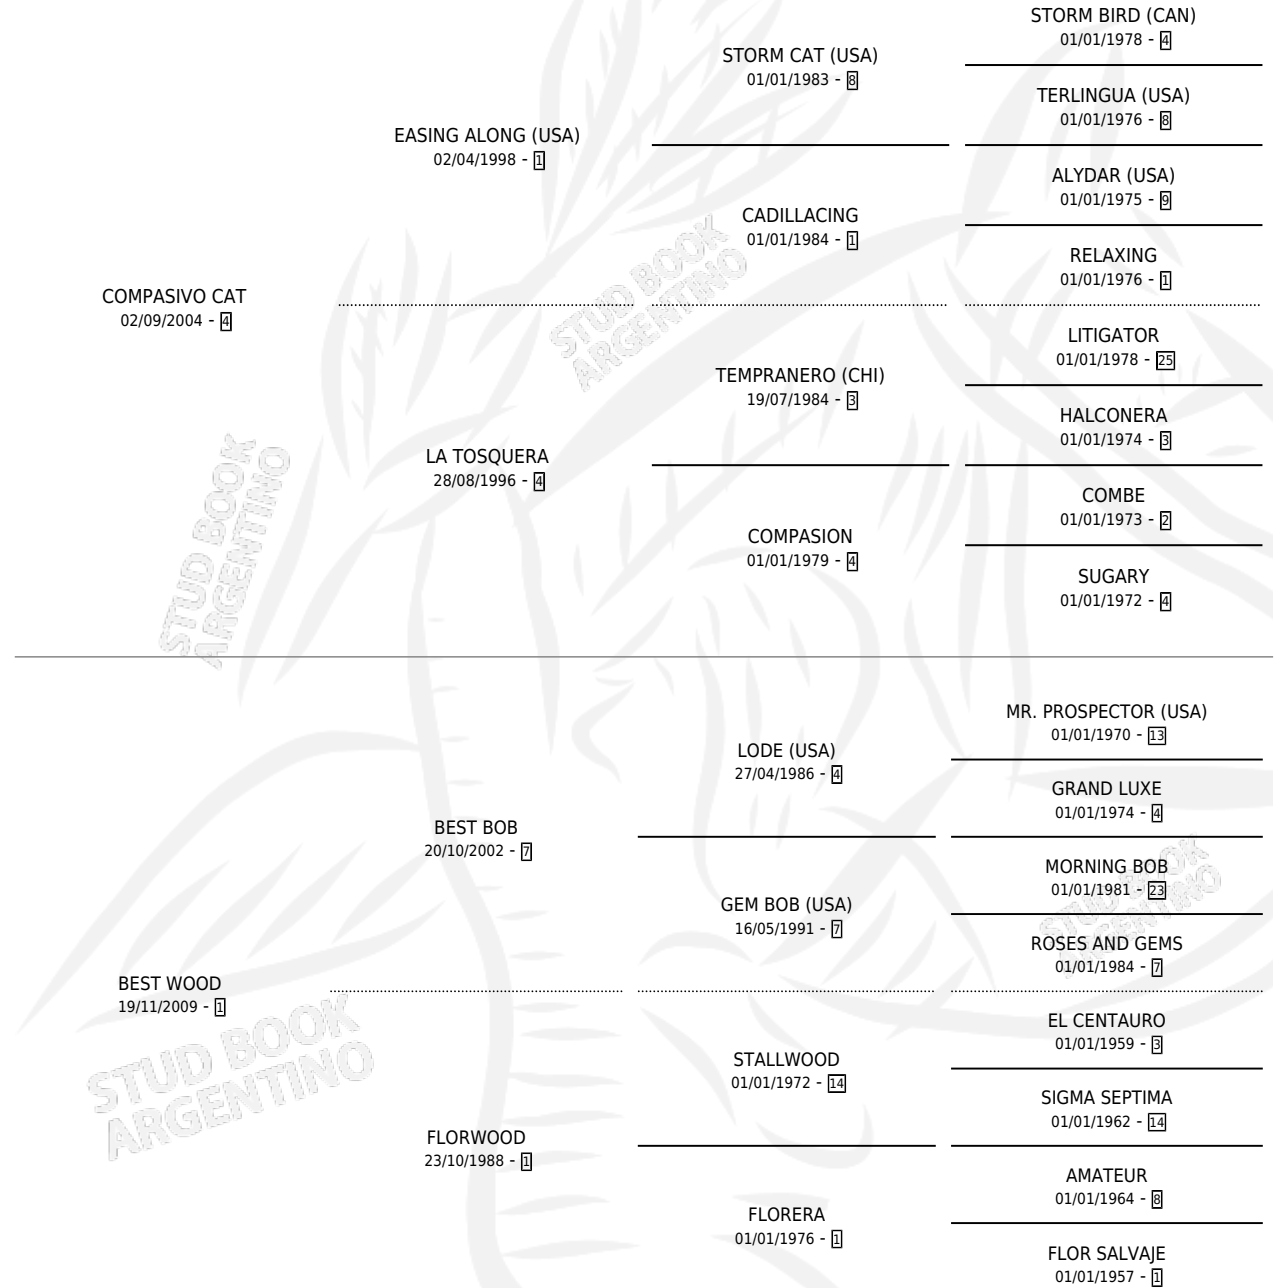 STORM BIRD (CAN)
01/01/1978 - 4
STORM CAT (USA)
01/01/1983 - 8
TERLINGUA (USA)
01/01/1976 - 8
EASING ALONG (USA)
02/04/1998 - 1
ALYDAR (USA)
01/01/1975 - 9
CADILLACING
01/01/1984 - 1
RELAXING
01/01/1976 - 1
COMPASIVO CAT
02/09/2004 - 4
STUD BOOK
ARGENTINO
LITIGATOR
01/01/1978 - 25
TEMPRANERO (CHI)
19/07/1984 - 3
HALCONERA
01/01/1974 - 3
LA TOSQUERA
28/08/1996 - 4
COMBE
01/01/1973 - 2
COMPASION
01/01/1979 - 4
SUGARY
01/01/1972 - 4
STUD BOOK
ARGENTINO
MR. PROSPECTOR (USA)
01/01/1970 - 13
LODE (USA)
27/04/1986 - 4
GRAND LUXE
01/01/1974 - 4
BEST BOB
20/10/2002 - 7
MORNING BOB
01/01/1981 - 23
GEM BOB (USA)
16/05/1991 - 7
STUD BOOK
ARGENTINO
ROSES AND GEMS
01/01/1984 - 7
BEST WOOD
19/11/2009 - 1
EL CENTAURO
01/01/1959 - 3
STALLWOOD
01/01/1972 - 14
SIGMA SEPTIMA
01/01/1962 - 14
STUD BOOK
ARGENTINO
FLORWOOD
23/10/1988 - 1
AMATEUR
01/01/1964 - 8
FLORERA
01/01/1976 - 1
FLOR SALVAJE
01/01/1957 - 1